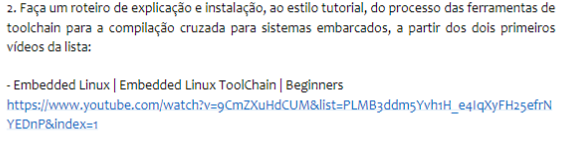 2. Faça um roteiro de explicação e instalação, ao estilo tutorial, do processo das ferramentas de
toolchain para a compilação cruzada para sistemas embarcados, a partir dos dois primeiros
vídeos da lista:
- Embedded Linux | Embedded Linux ToolChain | Beginners
https://www.youtube.com/watch?v=9CmZXuHdCUM&list=PLMB3ddm5Yvh1H_e4IqXyFH25efrN
YEDnP&index=1